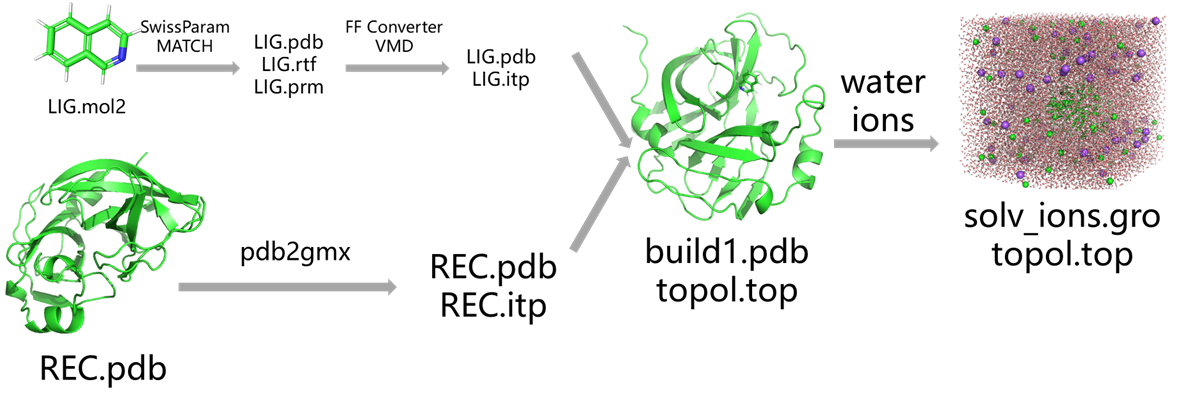 SwissParam
MATCH
LIG.mol2
LIG.pdb
LIG.rtf
LIG.prm
FF Converter
VMD
LIG.pdb
LIG.itp
REC.pdb
pdb2gmx
REC.pdb
REC.itp
build1.pdb
topol.top
water
ions
solv_ions.gro
topol.top